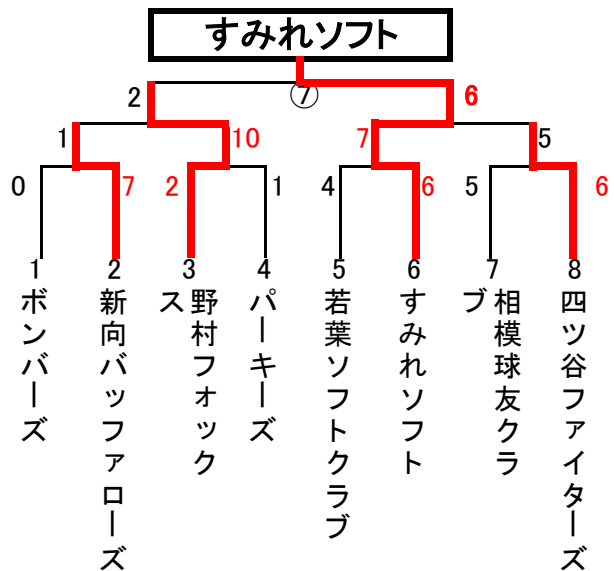 すみれソフト
2
⑦
6
1
10
7
5
0
7
2
1
4
6
5
6
1
2
3
4
5
6
7
8
ボンバーズ
新向バッファローズ
野村フォック
ス
パーキーズ
若葉ソフトクラブ
すみれソフト
相模球友クラ
ブ
四ツ谷ファイターズ